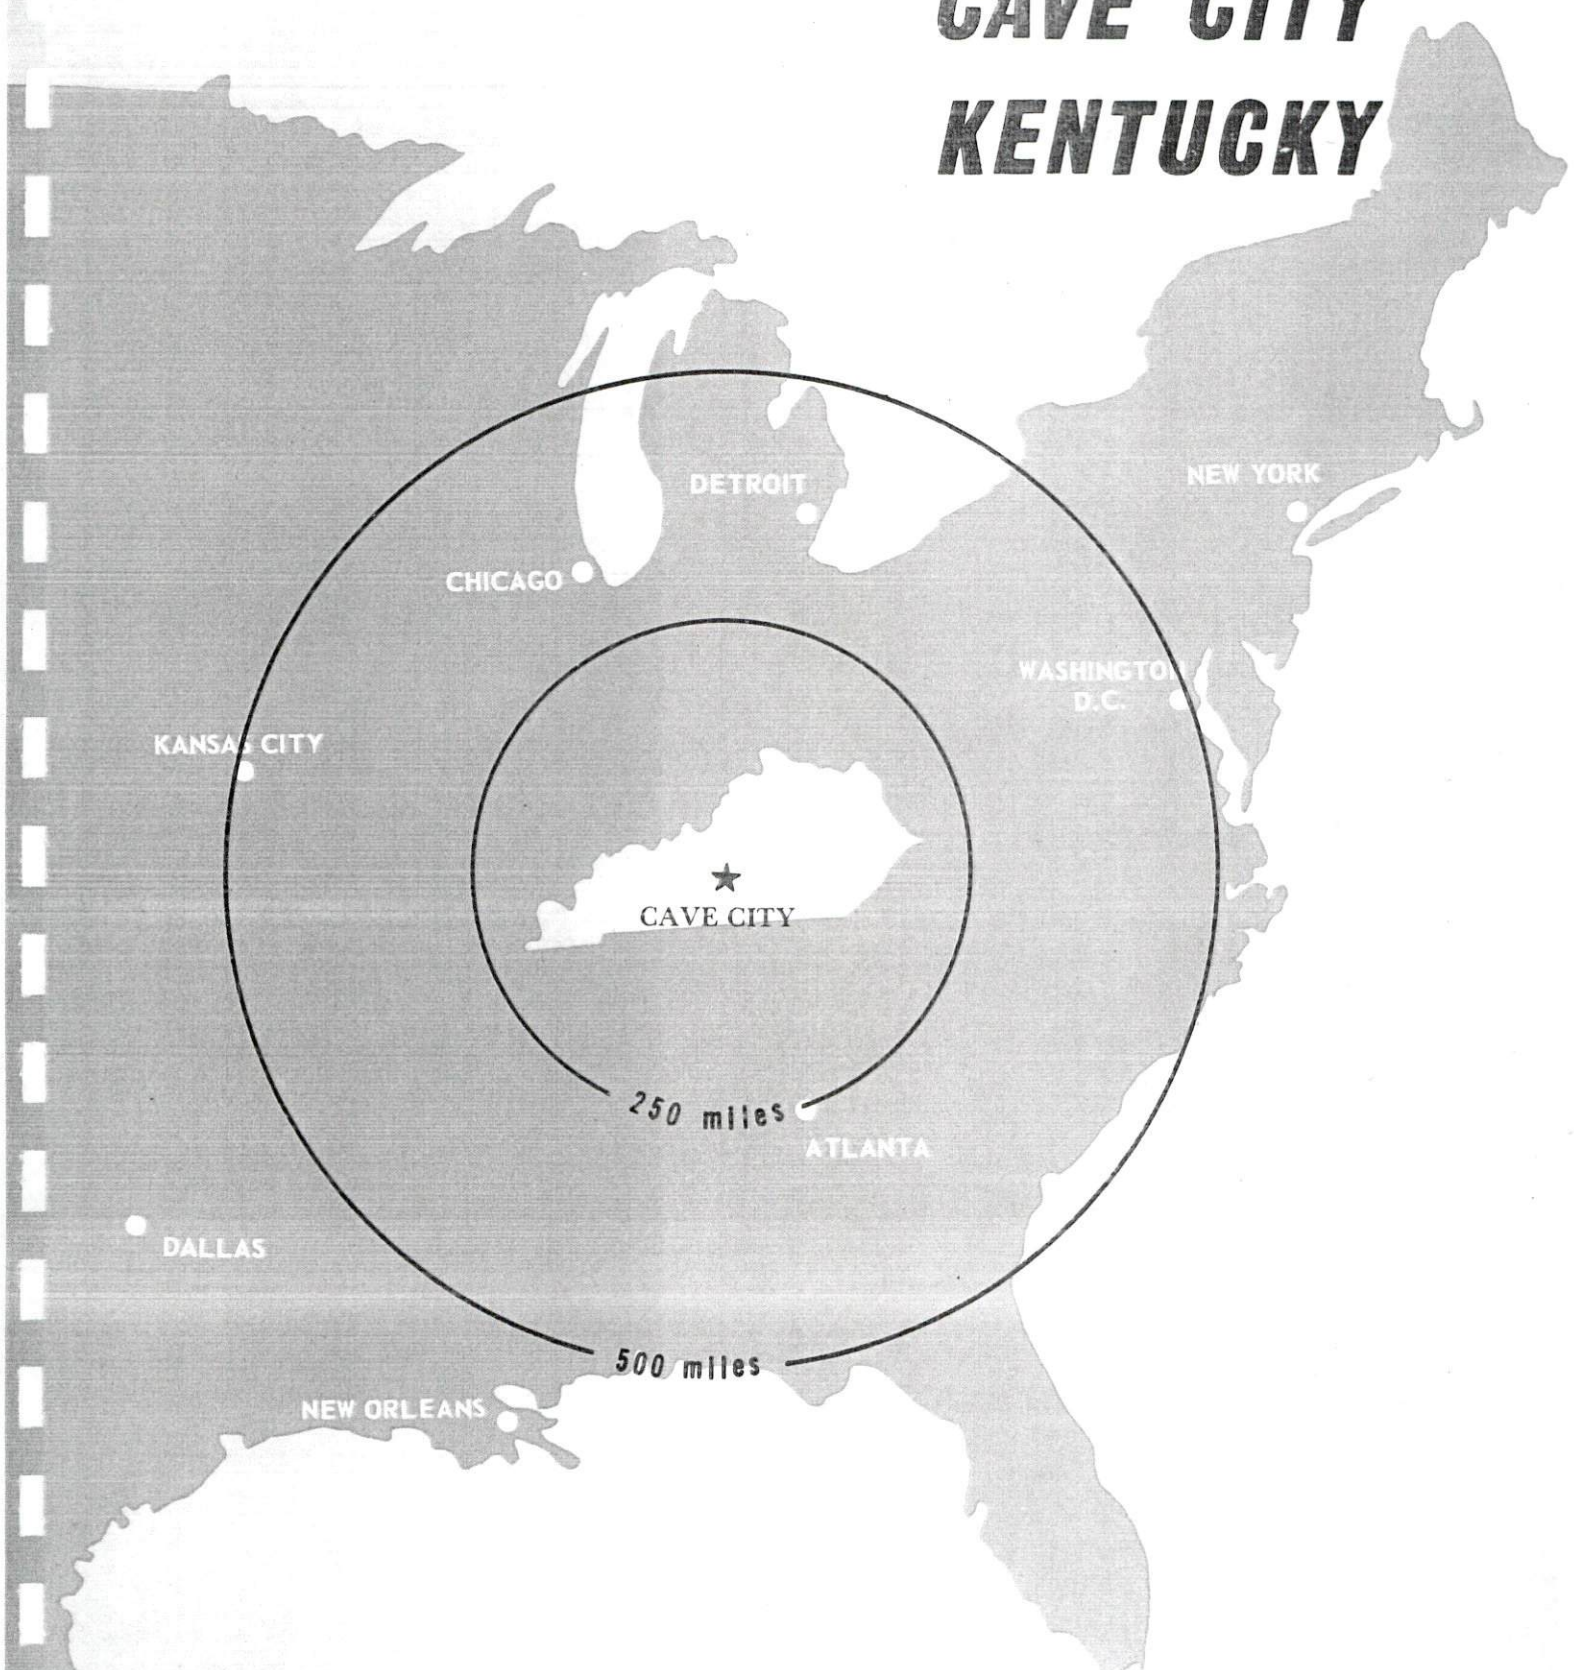 CAVE CITY
KENTUCKY
DETROIT
NEW YORK
CHICAGO
WASHINGTON
D.C.
KANSAS CITY
CAVE CITY
250 miles
ATLANTA
DALLAS
500 miles
NEW ORLEANS